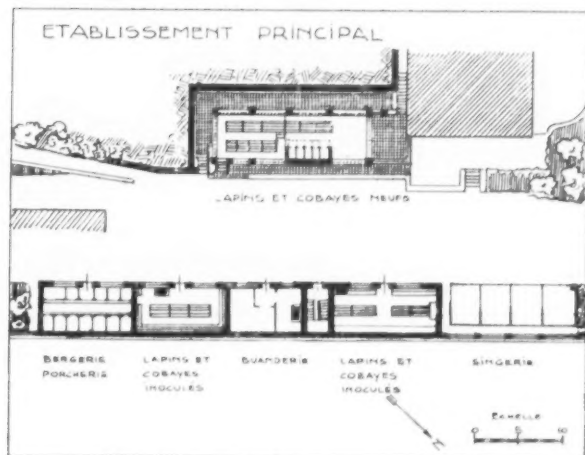 ETABLISSEMENT PRINCIPAL
LAPINS ET COBAYES NEUFS
BERGERIE
PORCHERIE
LAPINS ET
COBAYES
INOCULÉS
BUANDERIE
LAPINS ET
COBAYES
INOCULÉS
SINGERIE
N
ECHELLE
0 5 10